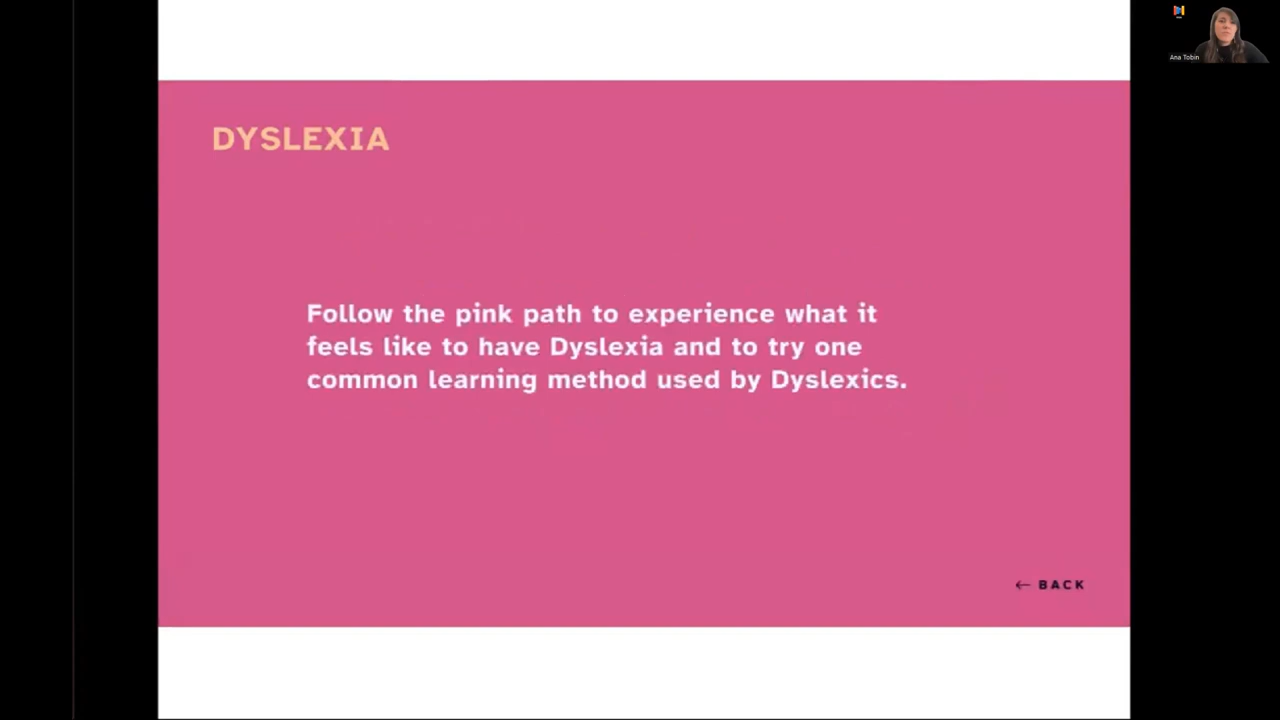 Ana Tobin
DYSLEXIA
Follow the pink path to experience what it
feels like to have Dyslexia and to try one
common learning method used by Dyslexics.
← BACK